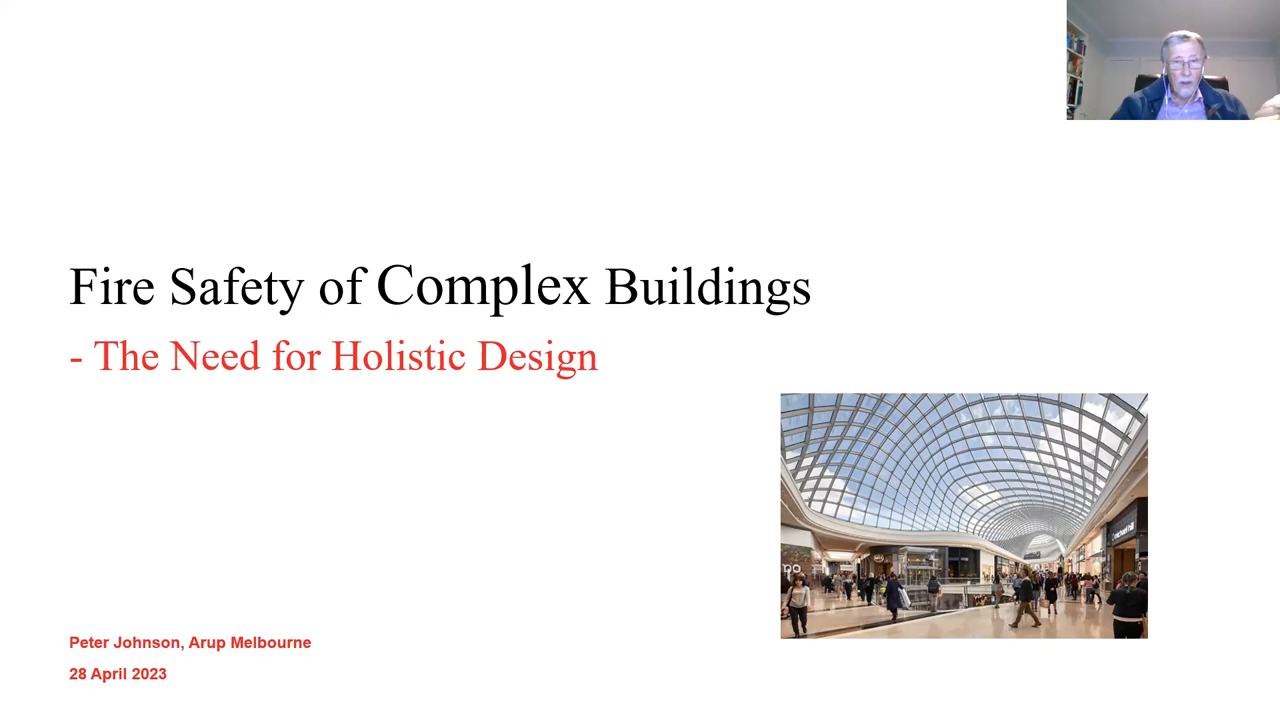 Fire Safety of Complex Buildings
- The Need for Holistic Design
Peter Johnson, Arup Melbourne
28 April 2023